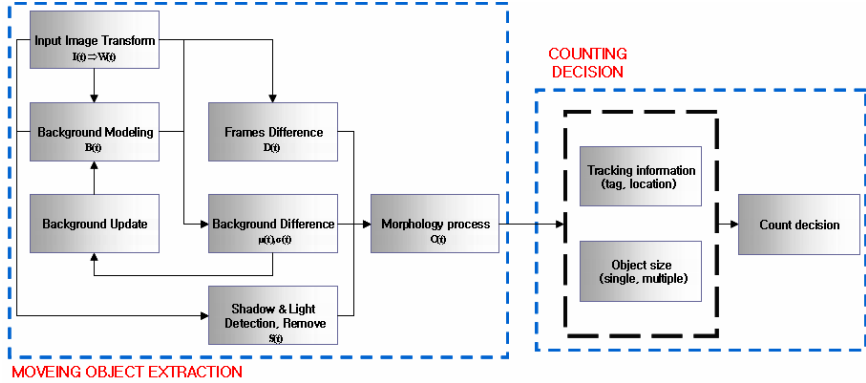 Input Image Transform
I(t)⇒W(t)
COUNTING
DECISION
Background Modeling
B(t)
Frames Difference
D(t)
Tracking information
(tag, location)
Background Update
Background Difference
μ(t),σ(t)
Morphology process
C(t)
Count decision
Object size
(single, multiple)
Shadow & Light
Detection, Remove
S(t)
MOVEING OBJECT EXTRACTION